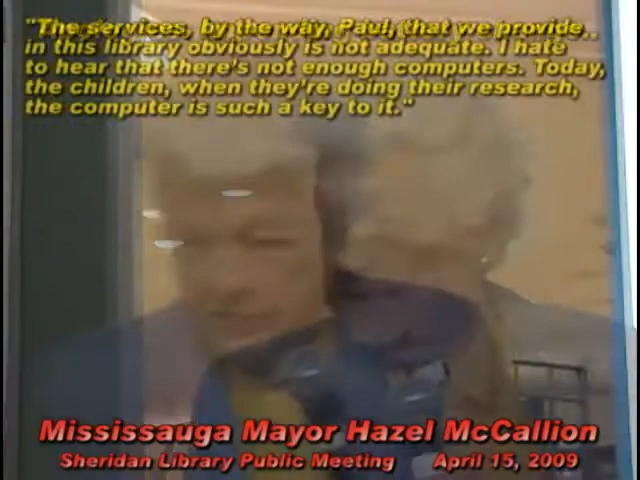 "The services, by the way, Paul, that we provide
in this library obviously is not adequate. I hate
to hear that there's not enough computers. Today,
the children, when they're doing their research,
the computer is such a key to it."
Mississauga Mayor Hazel McCallion
Sheridan Library Public Meeting April 15, 2009